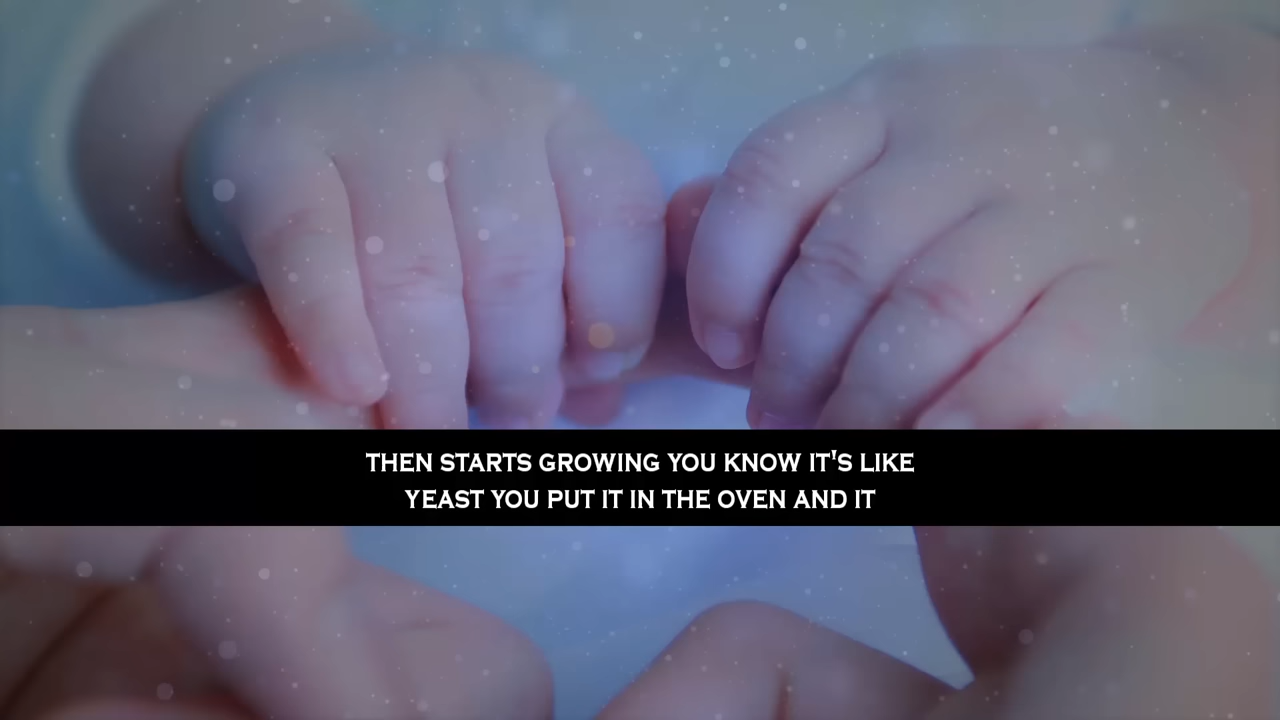 THEN STARTS GROWING YOU KNOW IT'S LIKE
YEAST YOU PUT IT IN THE OVEN AND IT